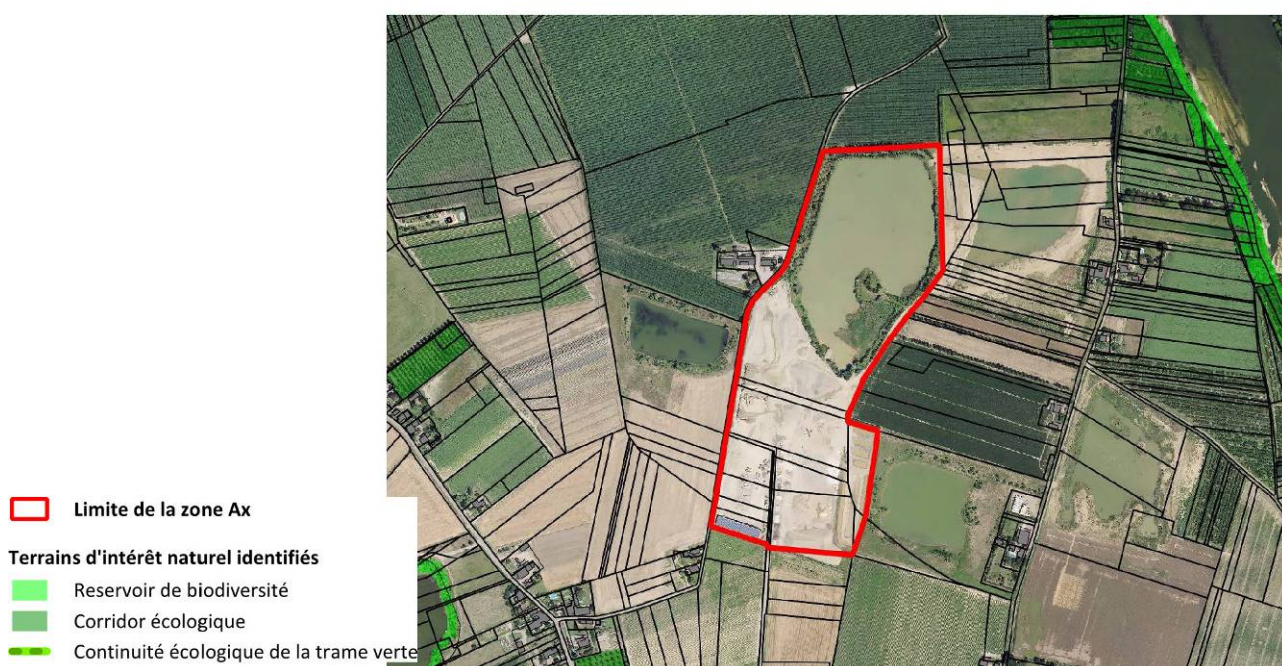 Limite de la zone Ax
Terrains d'intérêt naturel identifiés
Reservoir de biodiversité
Corridor écologique
Continuité écologique de la trame verte